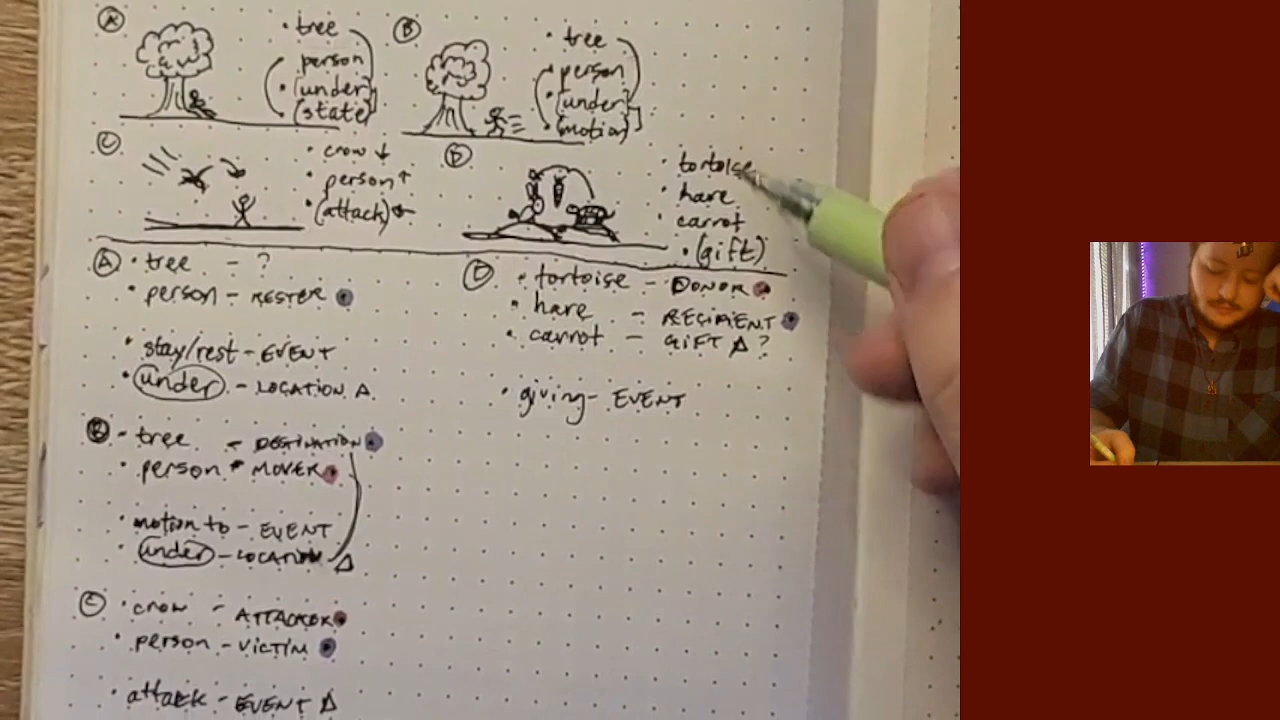 A
• tree
person
• (under)
(state)
B
• tree
• person
• (under)
(motion)
C
• crow ↓
• person ↑
• (attack)
D
• tortoise
• hare
• carrot
• (gift)
A • tree - ?
• person - RESTER
• stay/rest - EVENT
• under - LOCATION Δ
B - tree - DESTINATION
• person - MOVER
• motion to - EVENT
• under - LOCATION Δ
C • crow - ATTACKER
• person - VICTIM
• attack - EVENT Δ
D • tortoise - DONOR
• hare - RECIPIENT
• carrot - GIFT Δ ?
• giving - EVENT